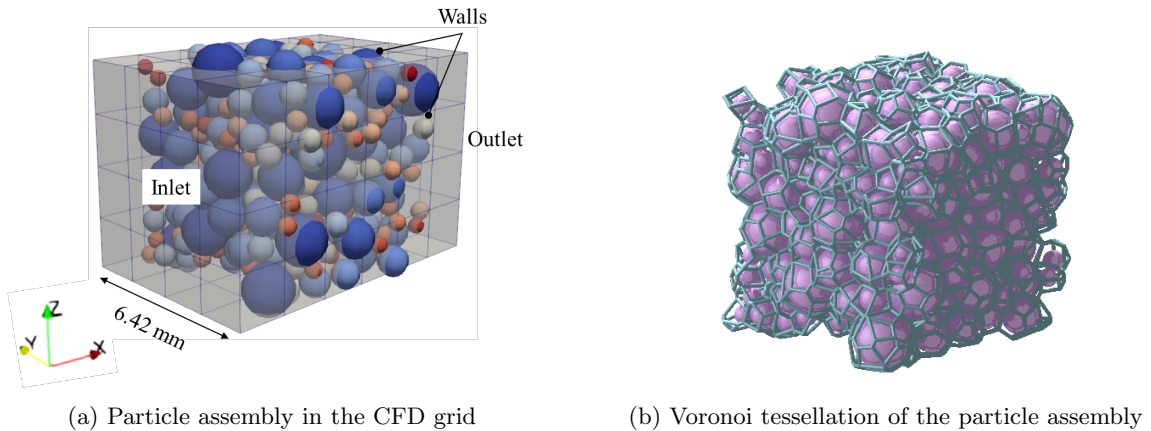 Walls
Outlet
Inlet
6.42 mm
Z
Y
X
(a) Particle assembly in the CFD grid
(b) Voronoi tessellation of the particle assembly